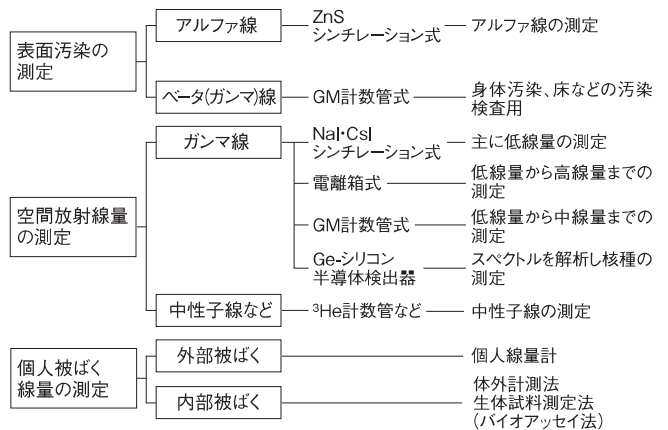 表面汚染の
測定
アルファ線
ZnS
シンチレーション式
アルファ線の測定
ベータ(ガンマ)線
GM計数管式
身体汚染、床などの汚染
検査用
空間放射線量
の測定
ガンマ線
NaI・CsI
シンチレーション式
主に低線量の測定
電離箱式
低線量から高線量までの
測定
GM計数管式
低線量から中線量までの
測定
Ge-シリコン
半導体検出器
スペクトルを解析し核種の
測定
中性子線など
³He計数管など
中性子線の測定
個人被ばく
線量の測定
外部被ばく
個人線量計
内部被ばく
体外計測法
生体試料測定法
(バイオアッセイ法)